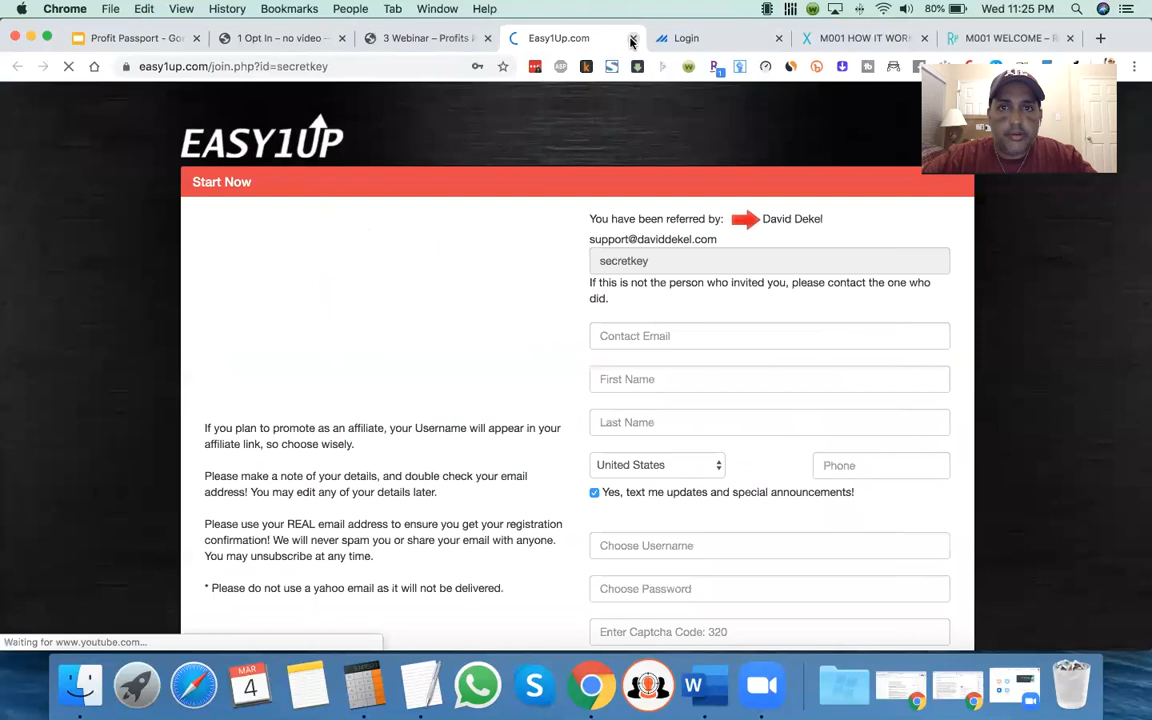 Chrome File Edit View History Bookmarks People Tab Window Help 80% Wed 11:25 PM
Profit Passport - Goo
1 Opt In – no video –
3 Webinar – Profits
Easy1Up.com
Login
M001 HOW IT WORK
M001 WELCOME – R
easy1up.com/join.php?id=secretkey
EASY1UP
Start Now
You have been referred by: David Dekel
support@daviddekel.com
secretkey
If this is not the person who invited you, please contact the one who
did.
Contact Email
First Name
Last Name
United States
Phone
Yes, text me updates and special announcements!
Choose Username
Choose Password
Enter Captcha Code: 320
If you plan to promote as an affiliate, your Username will appear in your
affiliate link, so choose wisely.
Please make a note of your details, and double check your email
address! You may edit any of your details later.
Please use your REAL email address to ensure you get your registration
confirmation! We will never spam you or share your email with anyone.
You may unsubscribe at any time.
* Please do not use a yahoo email as it will not be delivered.
Waiting for www.youtube.com...
MAR
4
S
W